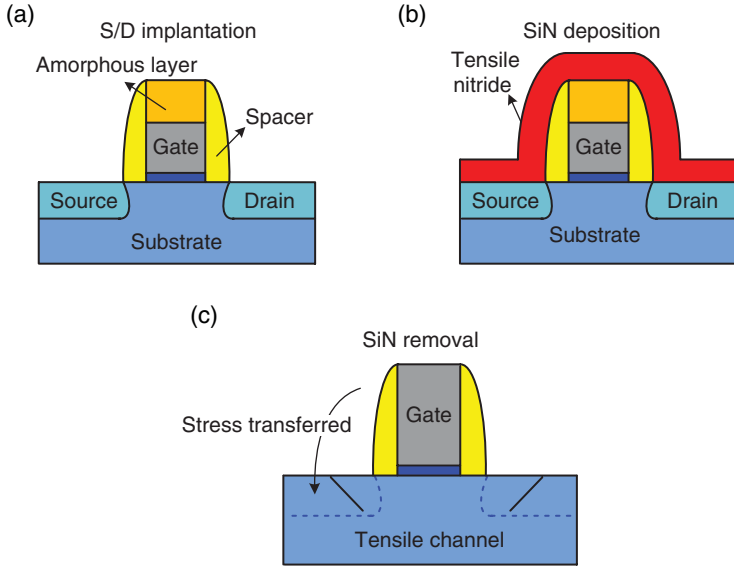 (a)
S/D implantation
Amorphous layer
Spacer
Gate
Source
Drain
Substrate
(b)
SiN deposition
Tensile
nitride
Gate
Source
Drain
Substrate
(c)
SiN removal
Gate
Stress transferred
Tensile channel